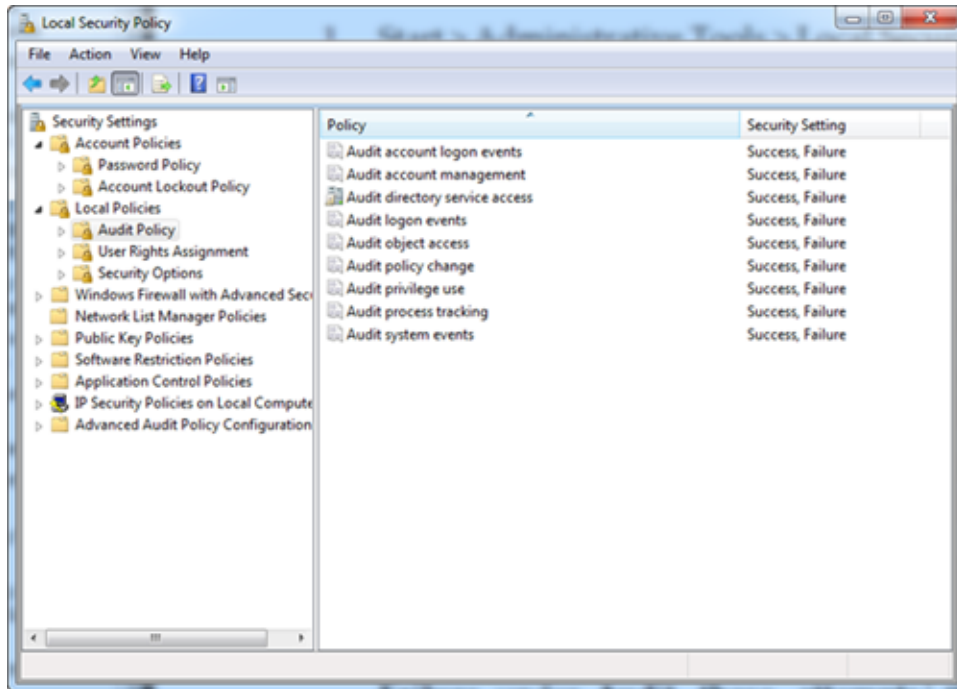 Local Security Policy
File Action View Help
Security Settings
Account Policies
Password Policy
Account Lockout Policy
Local Policies
Audit Policy
User Rights Assignment
Security Options
Windows Firewall with Advanced Secu
Network List Manager Policies
Public Key Policies
Software Restriction Policies
Application Control Policies
IP Security Policies on Local Compute
Advanced Audit Policy Configuration
Policy Security Setting
Audit account logon events Success, Failure
Audit account management Success, Failure
Audit directory service access Success, Failure
Audit logon events Success, Failure
Audit object access Success, Failure
Audit policy change Success, Failure
Audit privilege use Success, Failure
Audit process tracking Success, Failure
Audit system events Success, Failure